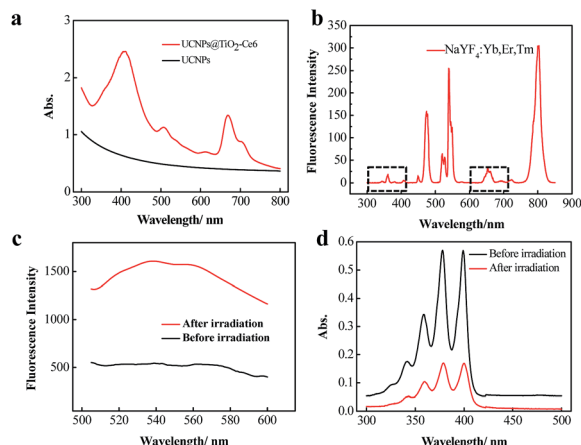 a
3
2
1
0
Abs.
UCNPs@TiO2-Ce6
UCNPs
300 400 500 600 700 800
Wavelength/ nm
b
350
300
250
200
150
100
50
0
Fluorescence Intensity
NaYF4:Yb,Er,Tm
300 400 500 600 700 800 900
Wavelength/ nm
c
1500
1000
500
0
Fluorescence Intensity
After irradiation
Before irradiation
500 520 540 560 580 600
Wavelength/ nm
d
0.6
0.5
0.4
0.3
0.2
0.1
0.0
Abs.
Before irradiation
After irradiation
300 350 400 450 500
Wavelength/ nm